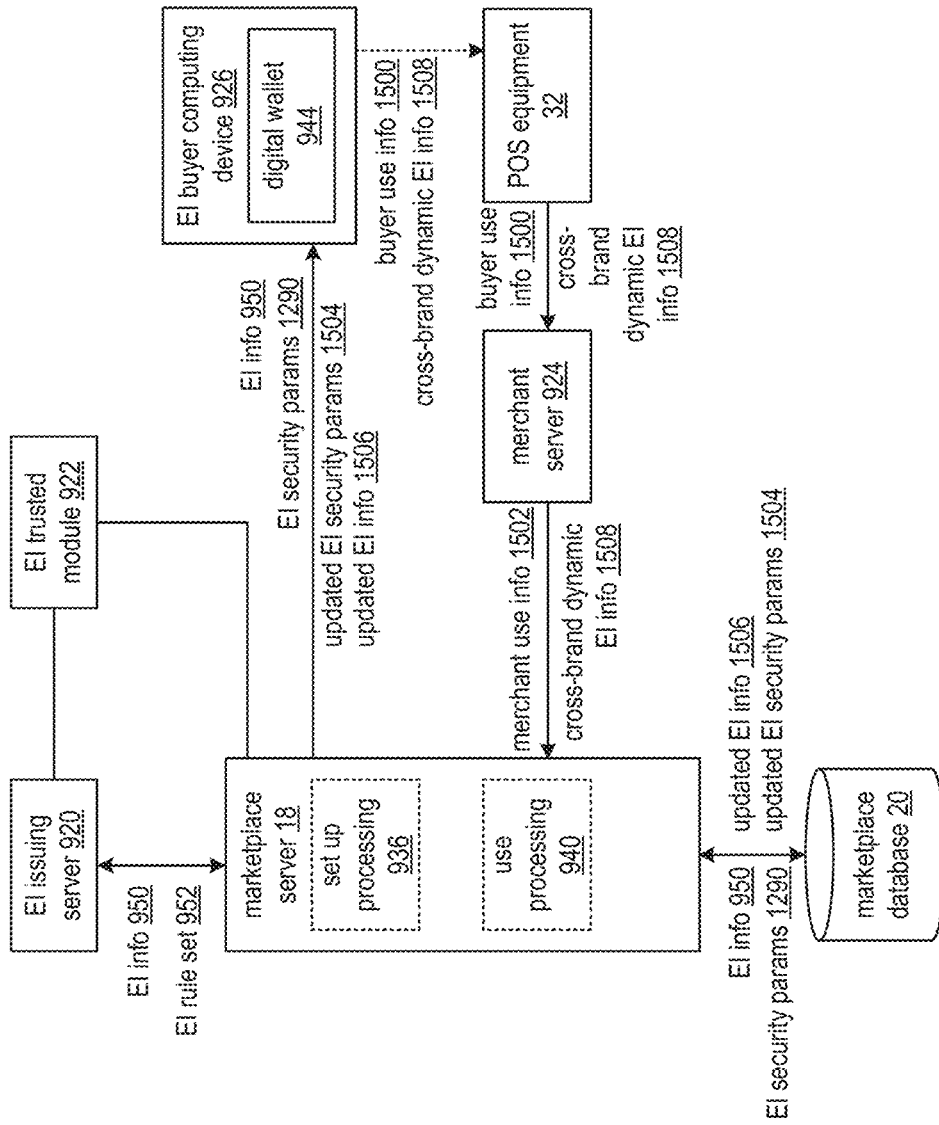 EI issuing
server 920
EI trusted
module 922
EI info 950
EI rule set 952
marketplace
server 18
set up
processing
936
use
processing
940
EI info 950
EI security params 1290
updated EI security params 1504
updated EI info 1506
EI buyer computing
device 926
digital wallet
944
buyer use info 1500
cross-brand dynamic EI info 1508
merchant use info 1502
cross-brand dynamic
EI info 1508
merchant
server 924
buyer use
info 1500
cross-
brand
dynamic EI
info 1508
POS equipment
32
EI info 950
EI security params 1290
updated EI info 1506
updated EI security params 1504
marketplace
database 20